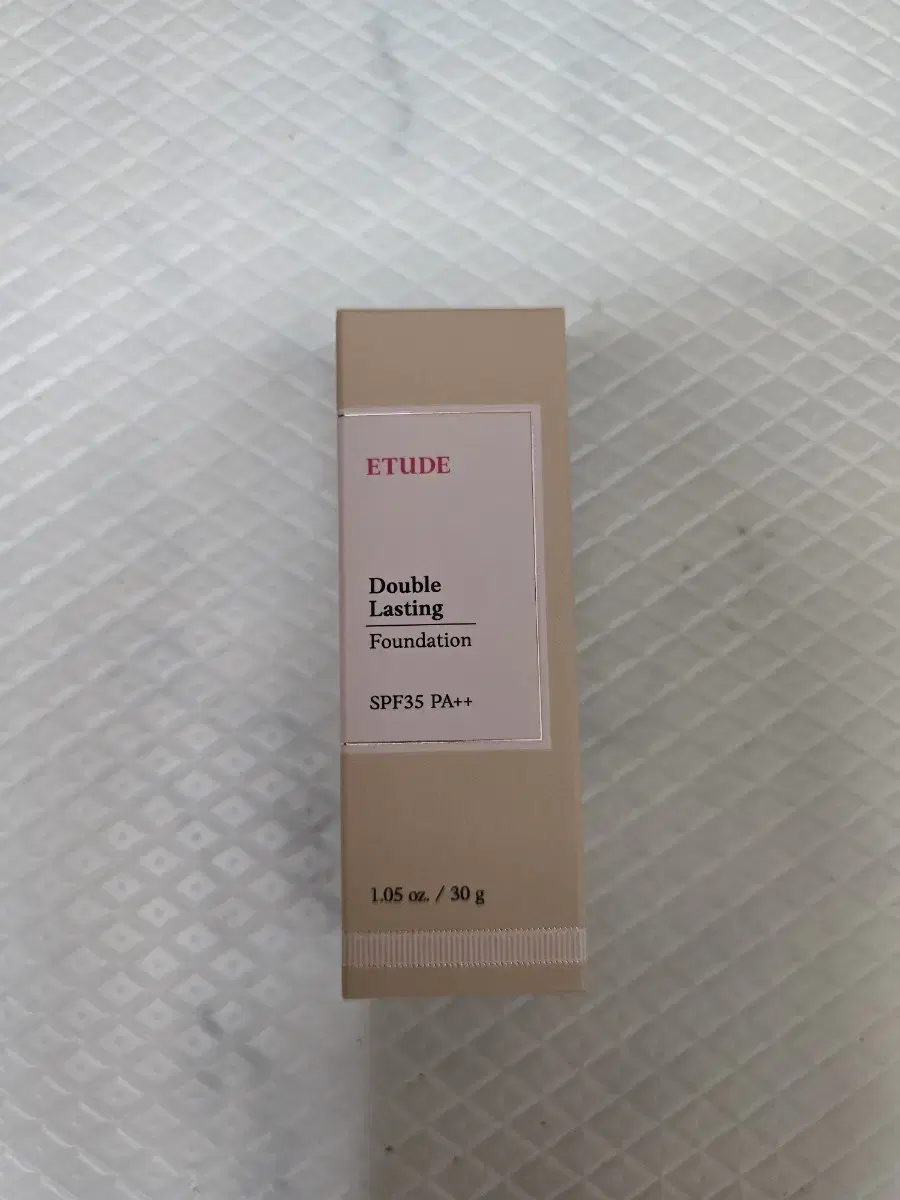 ETUDE
Double
Lasting
Foundation
SPF35 PA++
1.05 oz. / 30 g